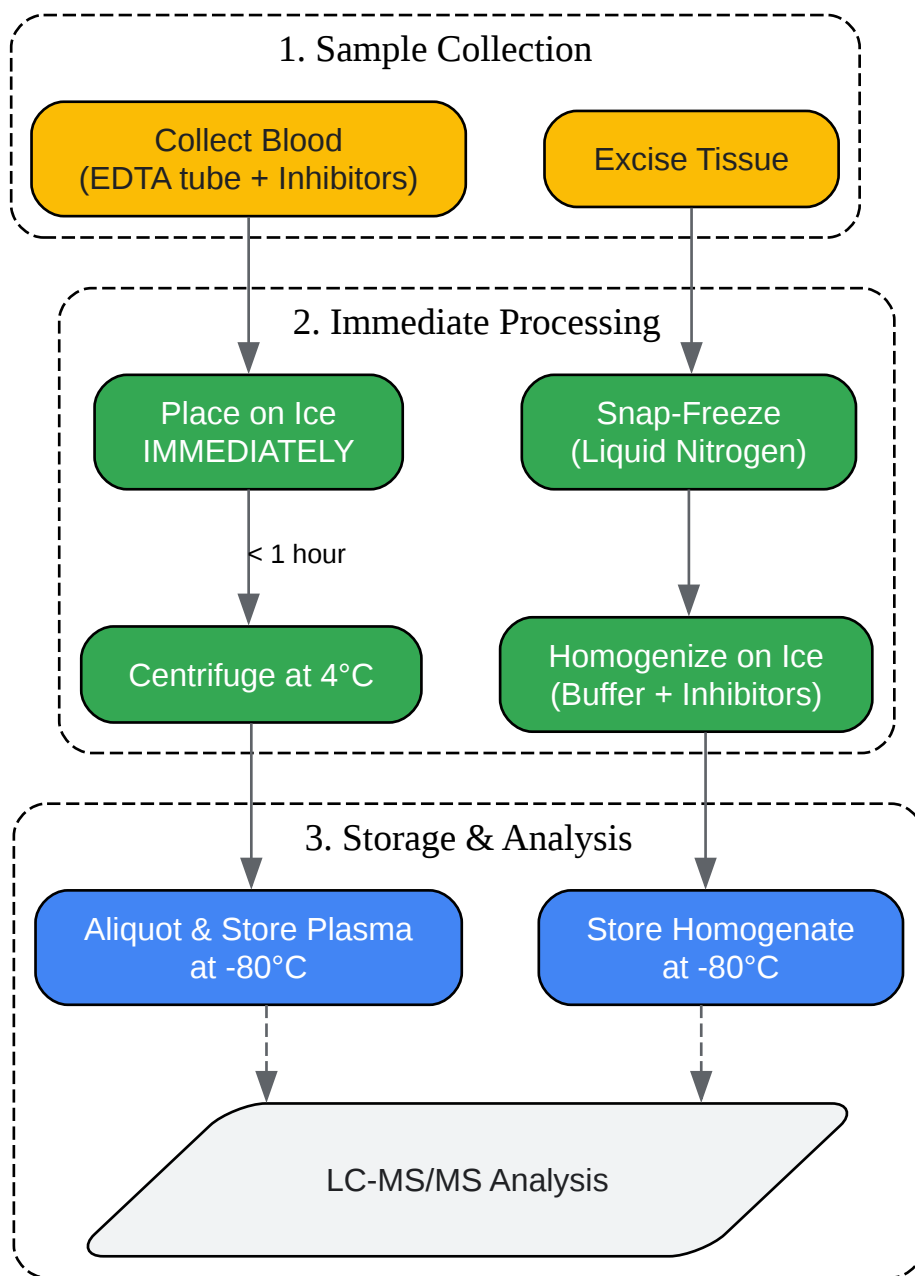 1. Sample Collection
Collect Blood
(EDTA tube + Inhibitors)
Excise Tissue
2. Immediate Processing
Place on Ice
IMMEDIATELY
Snap-Freeze
(Liquid Nitrogen)
< 1 hour
Centrifuge at 4°C
Homogenize on Ice
(Buffer + Inhibitors)
3. Storage & Analysis
Aliquot & Store Plasma
at -80°C
Store Homogenate
at -80°C
LC-MS/MS Analysis